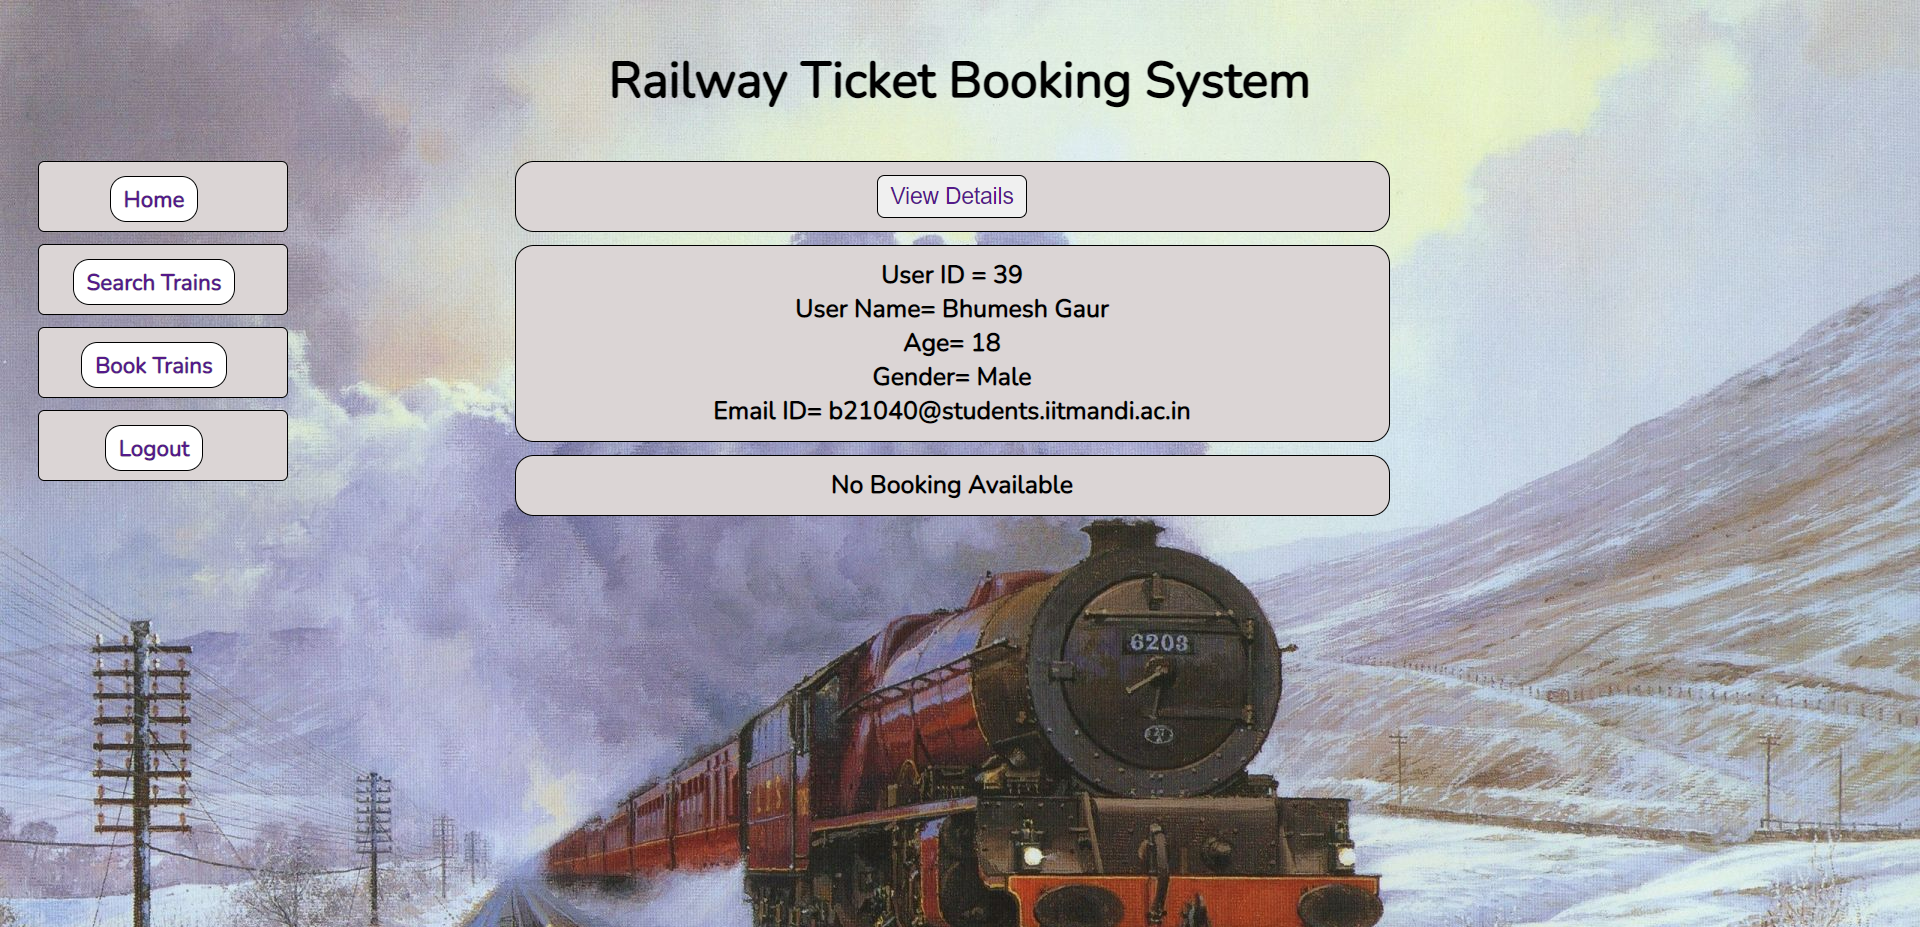 Railway Ticket Booking System
Home
Search Trains
Book Trains
Logout
View Details
User ID = 39
User Name= Bhumesh Gaur
Age= 18
Gender= Male
Email ID= b21040@students.iitmandi.ac.in
No Booking Available
6203